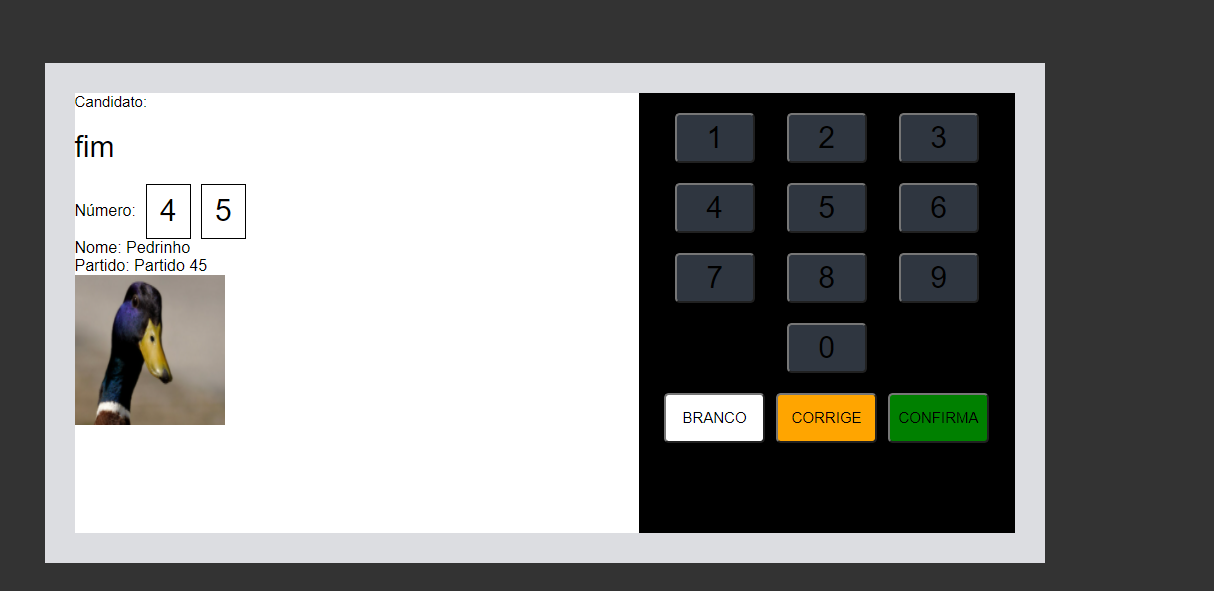 Candidato:
fim
Número: 4 5
Nome: Pedrinho
Partido: Partido 45
1 2 3
4 5 6
7 8 9
0
BRANCO CORRIGE CONFIRMA